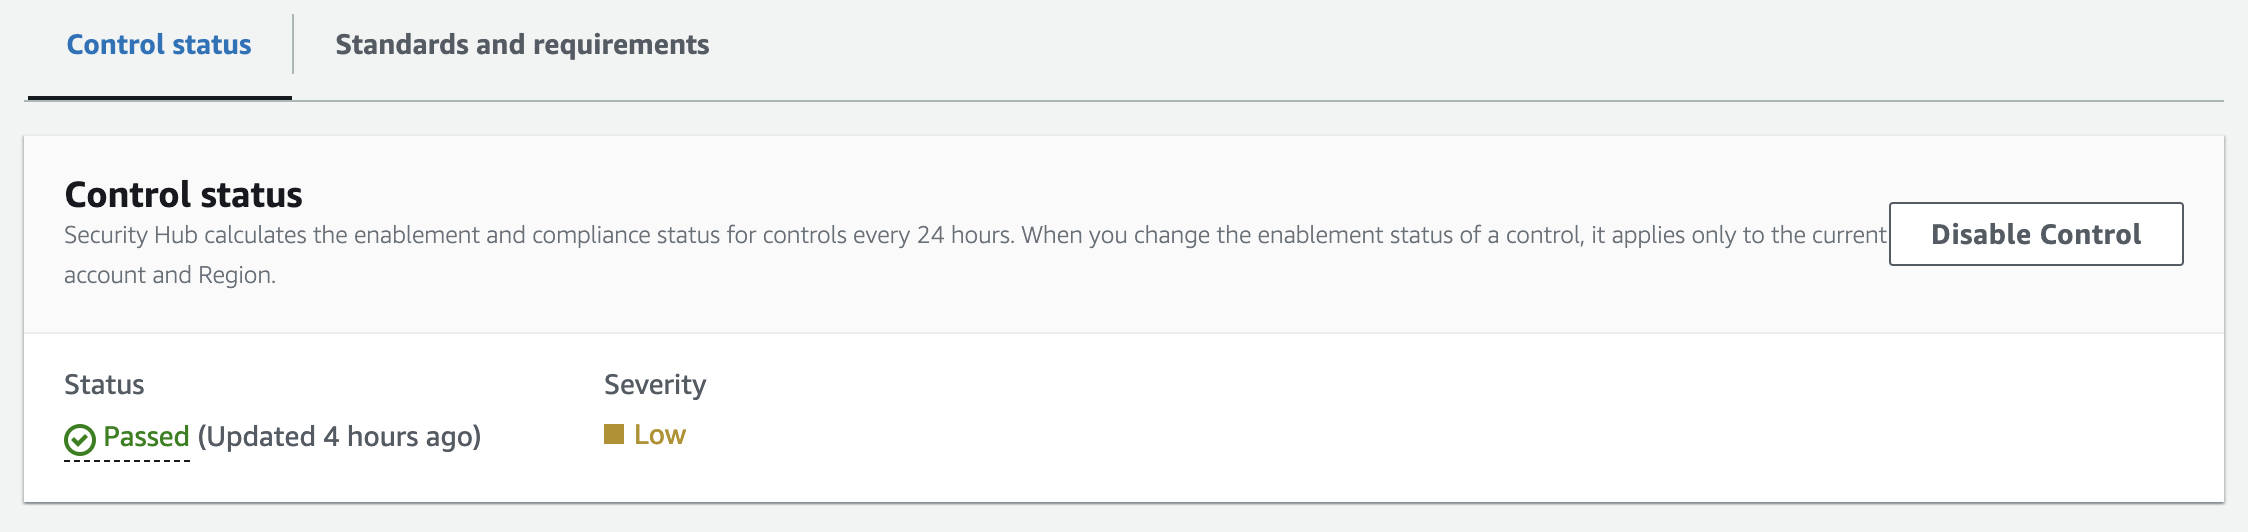 Control status
Standards and requirements
Control status
Security Hub calculates the enablement and compliance status for controls every 24 hours. When you change the enablement status of a control, it applies only to the current
account and Region.
Disable Control
Status
Severity
Passed (Updated 4 hours ago)
Low